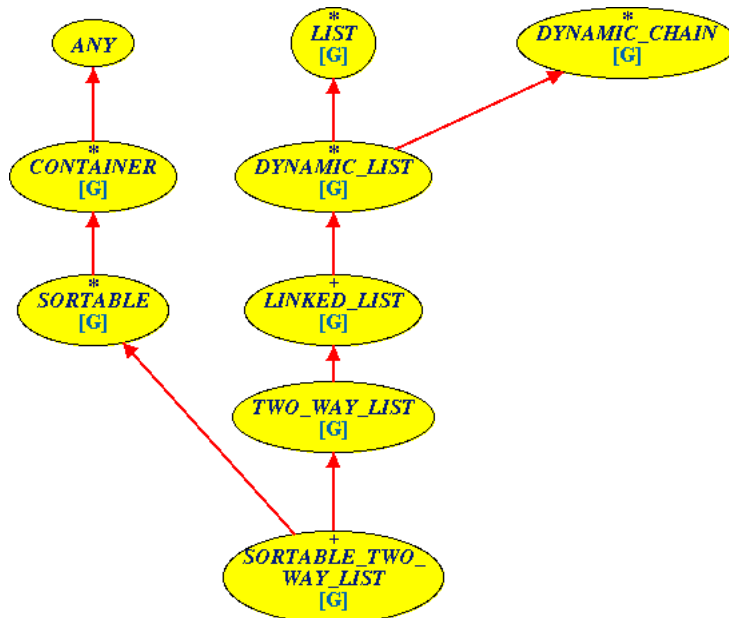 ANY
*
LIST
[G]
*
DYNAMIC_CHAIN
[G]
*
CONTAINER
[G]
*
DYNAMIC_LIST
[G]
*
SORTABLE
[G]
+
LINKED_LIST
[G]
TWO_WAY_LIST
[G]
+
SORTABLE_TWO_
WAY_LIST
[G]